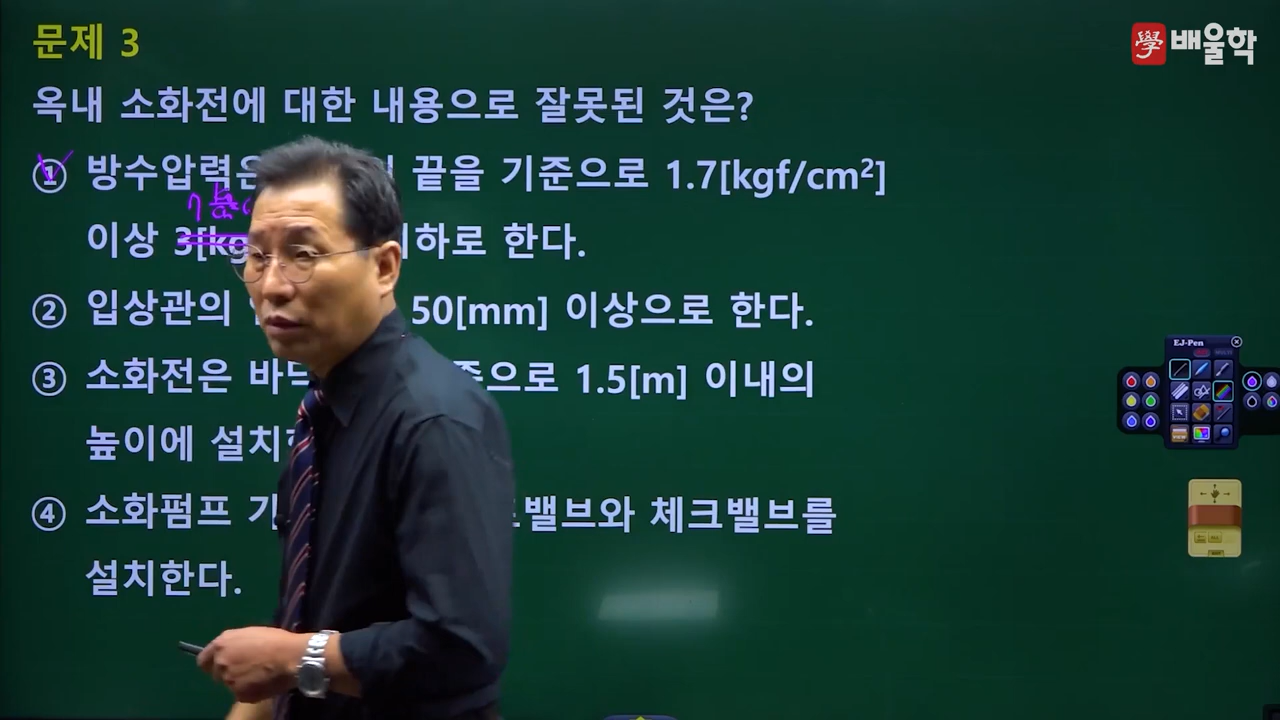 문제 3
學 배울학
옥내 소화전에 대한 내용으로 잘못된 것은?
① 방수압력은 끝을 기준으로 1.7[kgf/cm²]
7
이상 3[kg 이하로 한다.
② 입상관의 50[mm] 이상으로 한다.
③ 소화전은 바닥 기준으로 1.5[m] 이내의
높이에 설치
④ 소화펌프 밸브와 체크밸브를
설치한다.
EJ-Pen